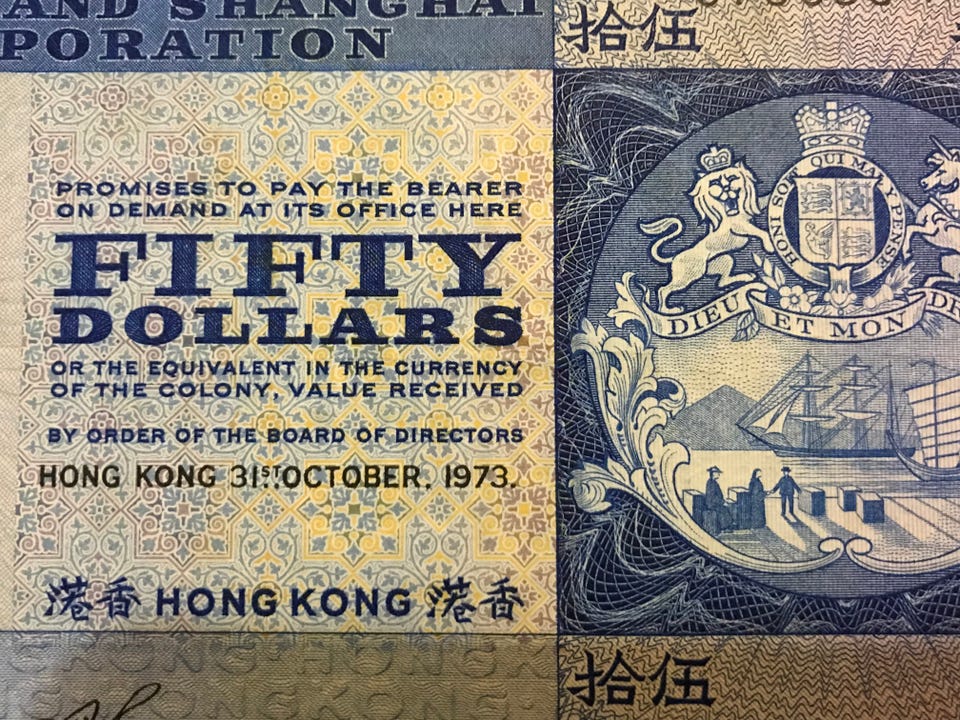 AND SHANGHAI
PORATION
拾伍
PROMISES TO PAY THE BEARER
ON DEMAND AT ITS OFFICE HERE
FIFTY
DOLLARS
OR THE EQUIVALENT IN THE CURRENCY
OF THE COLONY, VALUE RECEIVED
BY ORDER OF THE BOARD OF DIRECTORS
HONG KONG 31ST OCTOBER, 1973.
港香 HONG KONG 港香
HONI SOIT QUI MAL Y PENSE
DIEU ET MON DR
拾伍